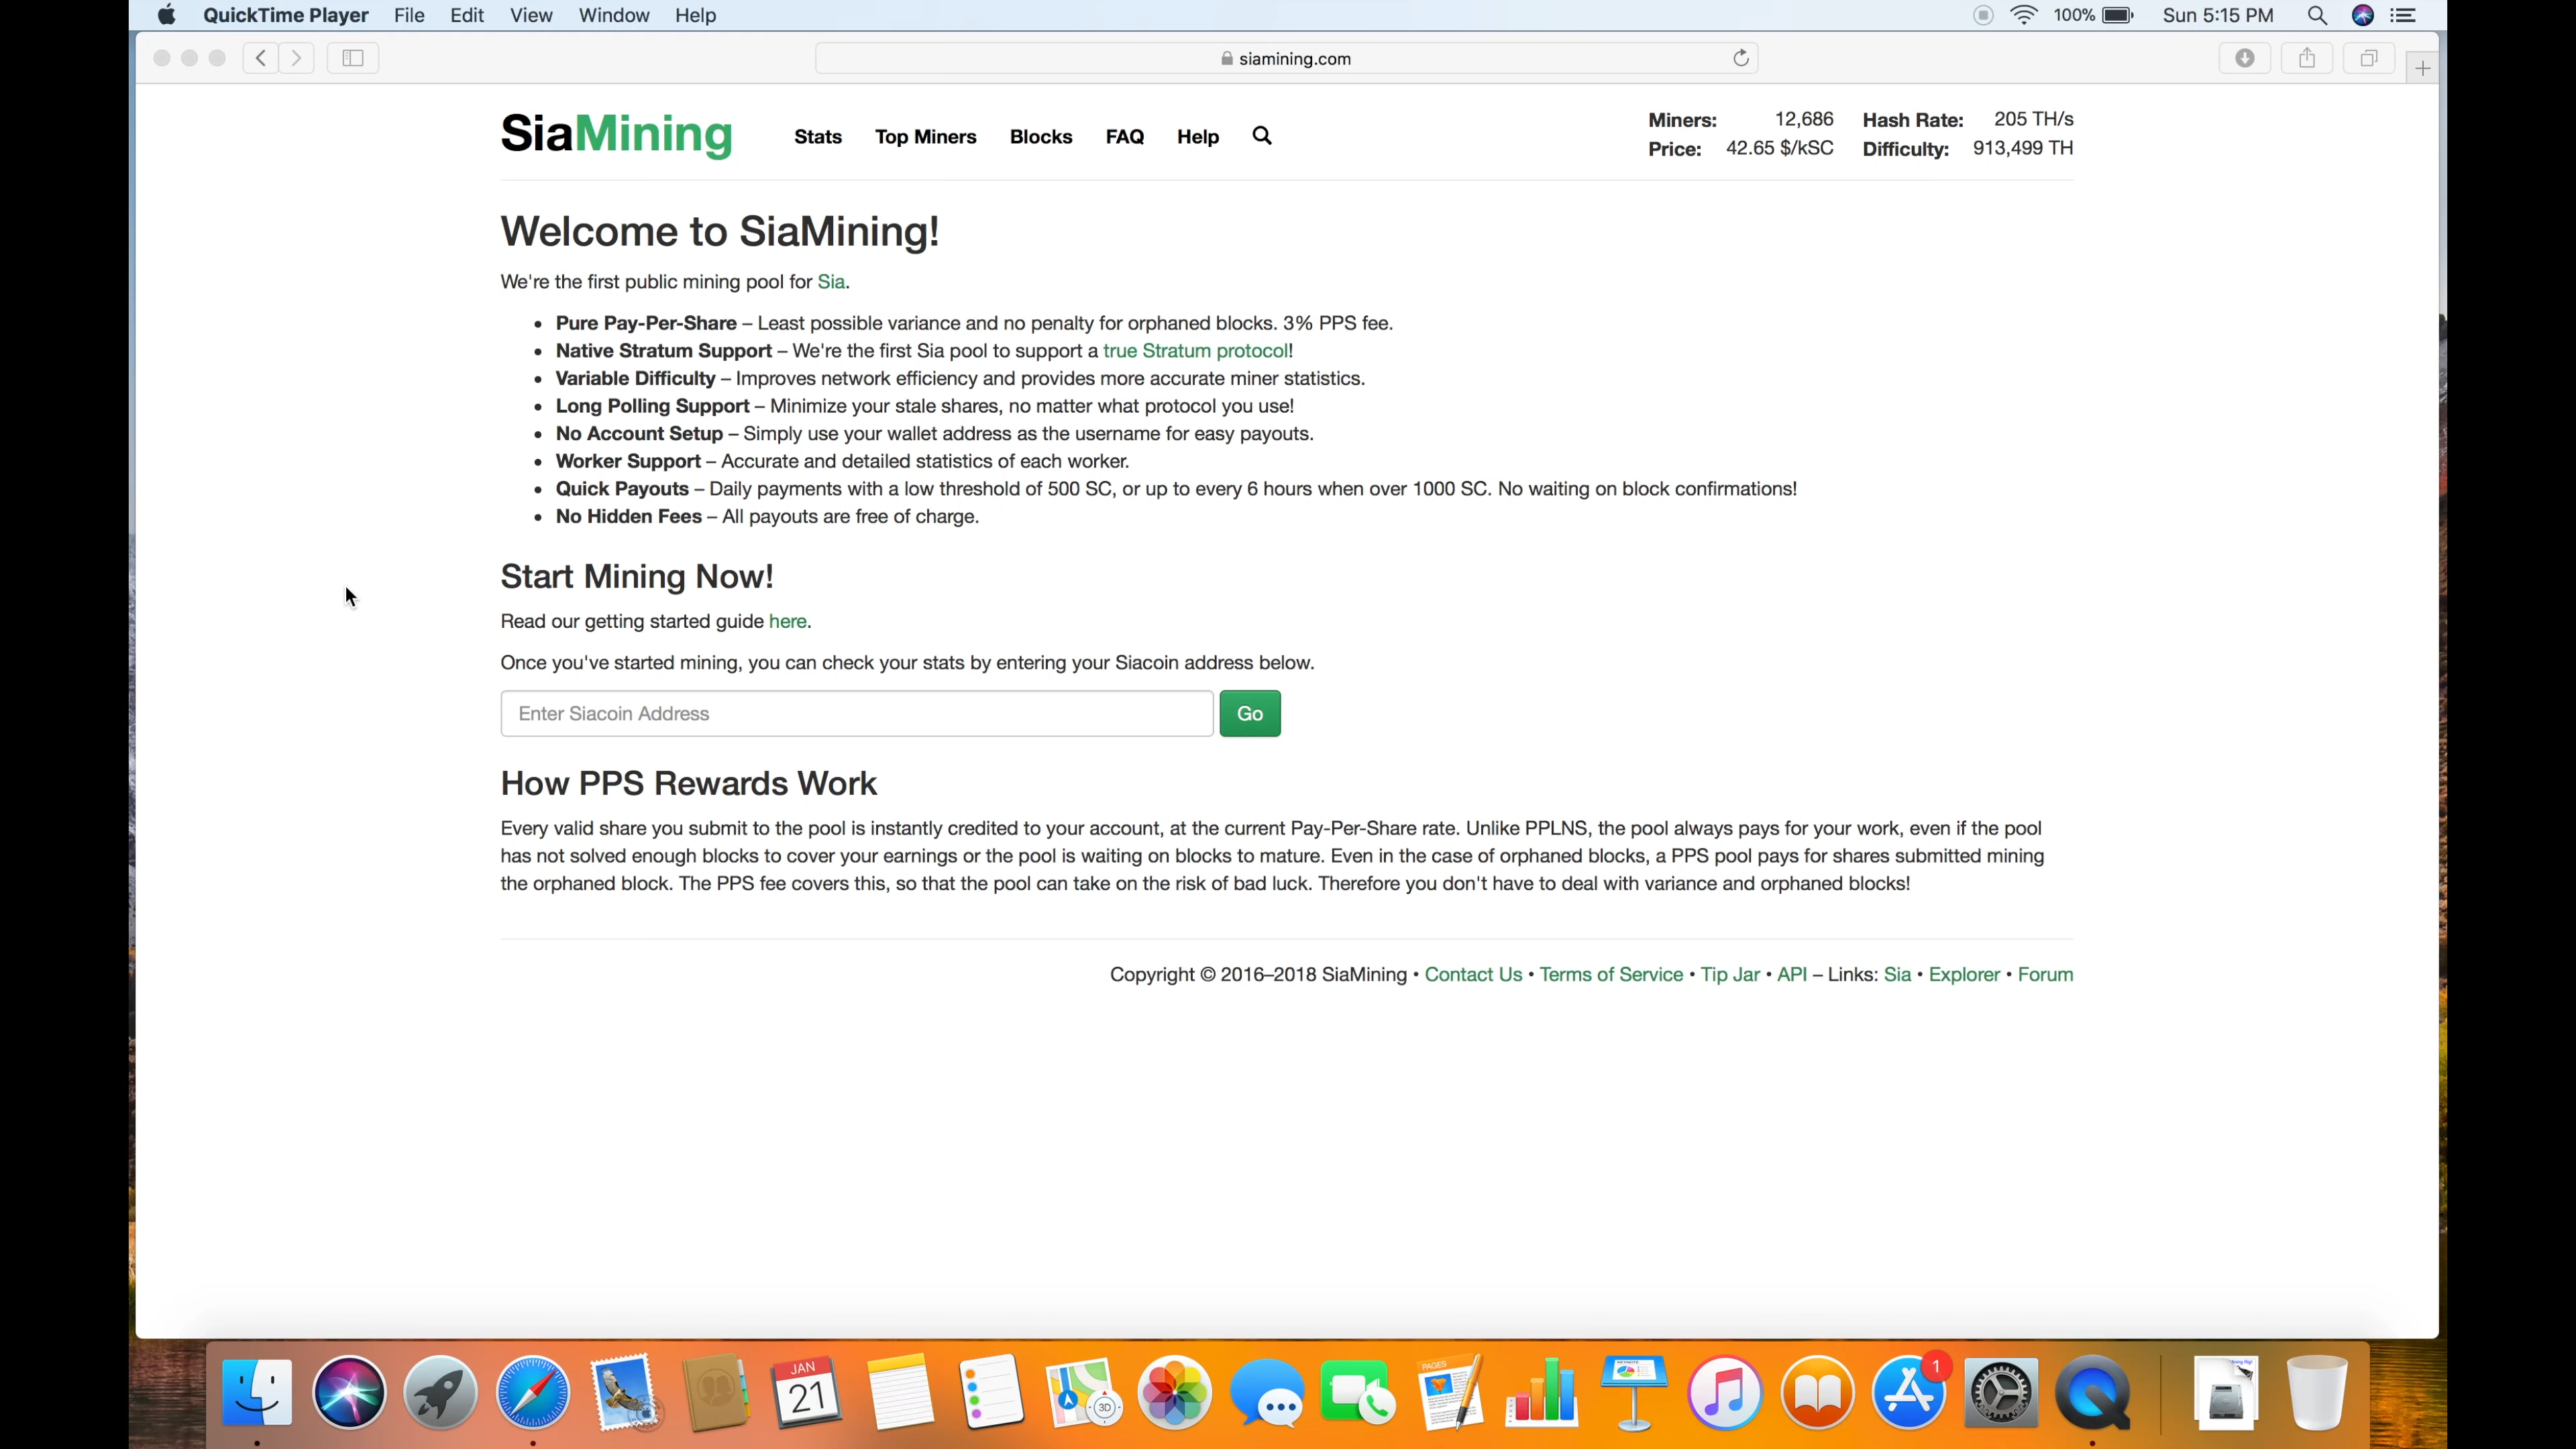 QuickTime Player File Edit View Window Help 100% Sun 5:15 PM
siamining.com
SiaMining Stats Top Miners Blocks FAQ Help
Miners: 12,686 Hash Rate: 205 TH/s
Price: 42.65 $/kSC Difficulty: 913,499 TH
Welcome to SiaMining!
We're the first public mining pool for Sia.
• Pure Pay-Per-Share – Least possible variance and no penalty for orphaned blocks. 3% PPS fee.
• Native Stratum Support – We're the first Sia pool to support a true Stratum protocol!
• Variable Difficulty – Improves network efficiency and provides more accurate miner statistics.
• Long Polling Support – Minimize your stale shares, no matter what protocol you use!
• No Account Setup – Simply use your wallet address as the username for easy payouts.
• Worker Support – Accurate and detailed statistics of each worker.
• Quick Payouts – Daily payments with a low threshold of 500 SC, or up to every 6 hours when over 1000 SC. No waiting on block confirmations!
• No Hidden Fees – All payouts are free of charge.
Start Mining Now!
Read our getting started guide here.
Once you've started mining, you can check your stats by entering your Siacoin address below.
Enter Siacoin Address Go
How PPS Rewards Work
Every valid share you submit to the pool is instantly credited to your account, at the current Pay-Per-Share rate. Unlike PPLNS, the pool always pays for your work, even if the pool
has not solved enough blocks to cover your earnings or the pool is waiting on blocks to mature. Even in the case of orphaned blocks, a PPS pool pays for shares submitted mining
the orphaned block. The PPS fee covers this, so that the pool can take on the risk of bad luck. Therefore you don't have to deal with variance and orphaned blocks!
Copyright © 2016–2018 SiaMining • Contact Us • Terms of Service • Tip Jar • API – Links: Sia • Explorer • Forum
JAN
21
3D
PAGES
KEYNOTE
1